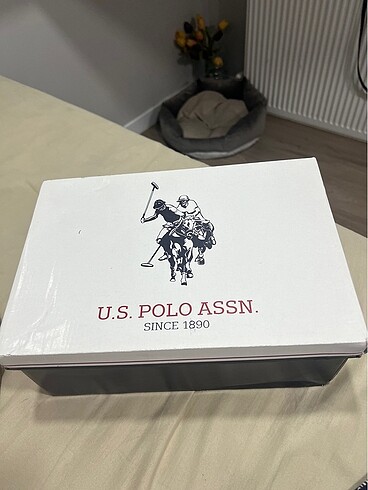 U.S. POLO ASSN.
SINCE 1890